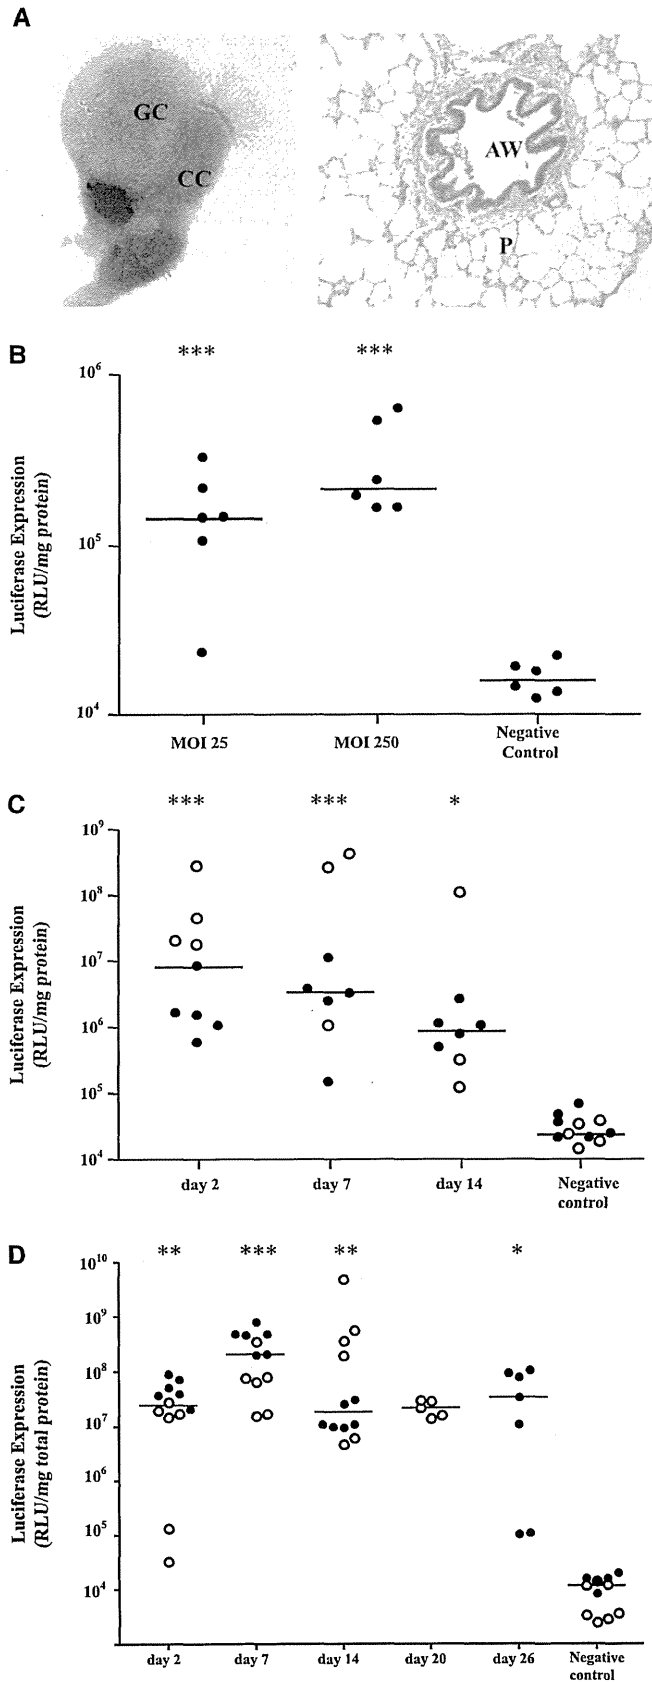 A
GC
CC
AW
P
B
*** ***
10^6
10^5
10^4
Luciferase Expression
(RLU/mg protein)
MOI 25 MOI 250 Negative
Control
C
*** *** *
10^9
10^8
10^7
10^6
10^5
10^4
Luciferase Expression
(RLU/mg protein)
day 2 day 7 day 14 Negative
control
D
** *** ** *
10^10
10^9
10^8
10^7
10^6
10^5
10^4
Luciferase Expression
(RLU/mg total protein)
day 2 day 7 day 14 day 20 day 26 Negative
control